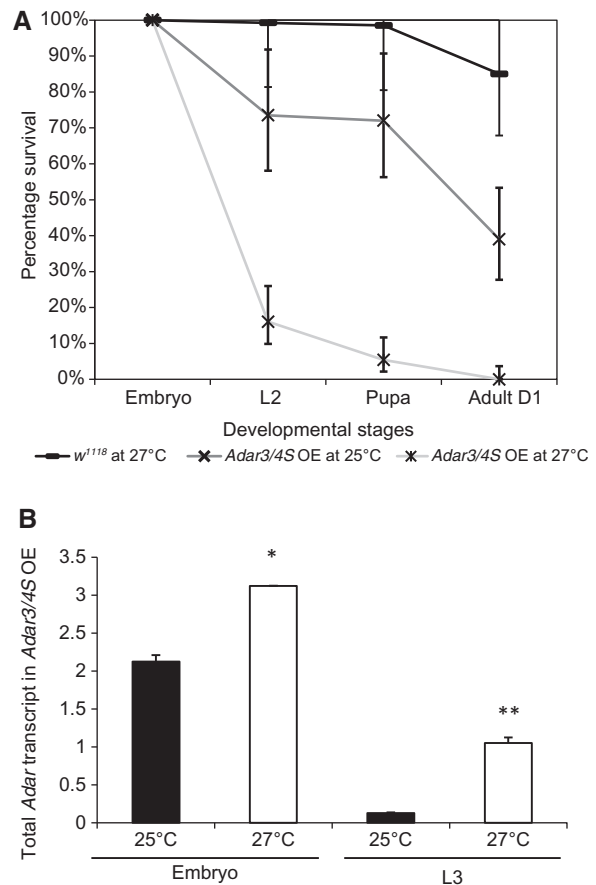 A
100%
90%
80%
70%
60%
50%
40%
30%
20%
10%
0%
Percentage survival
Embryo L2 Pupa Adult D1
Developmental stages
w1118 at 27°C Adar3/4S OE at 25°C Adar3/4S OE at 27°C
B
3.5
3
2.5
2
1.5
1
0.5
0
Total Adar transcript in Adar3/4S OE
*
**
25°C 27°C 25°C 27°C
Embryo L3